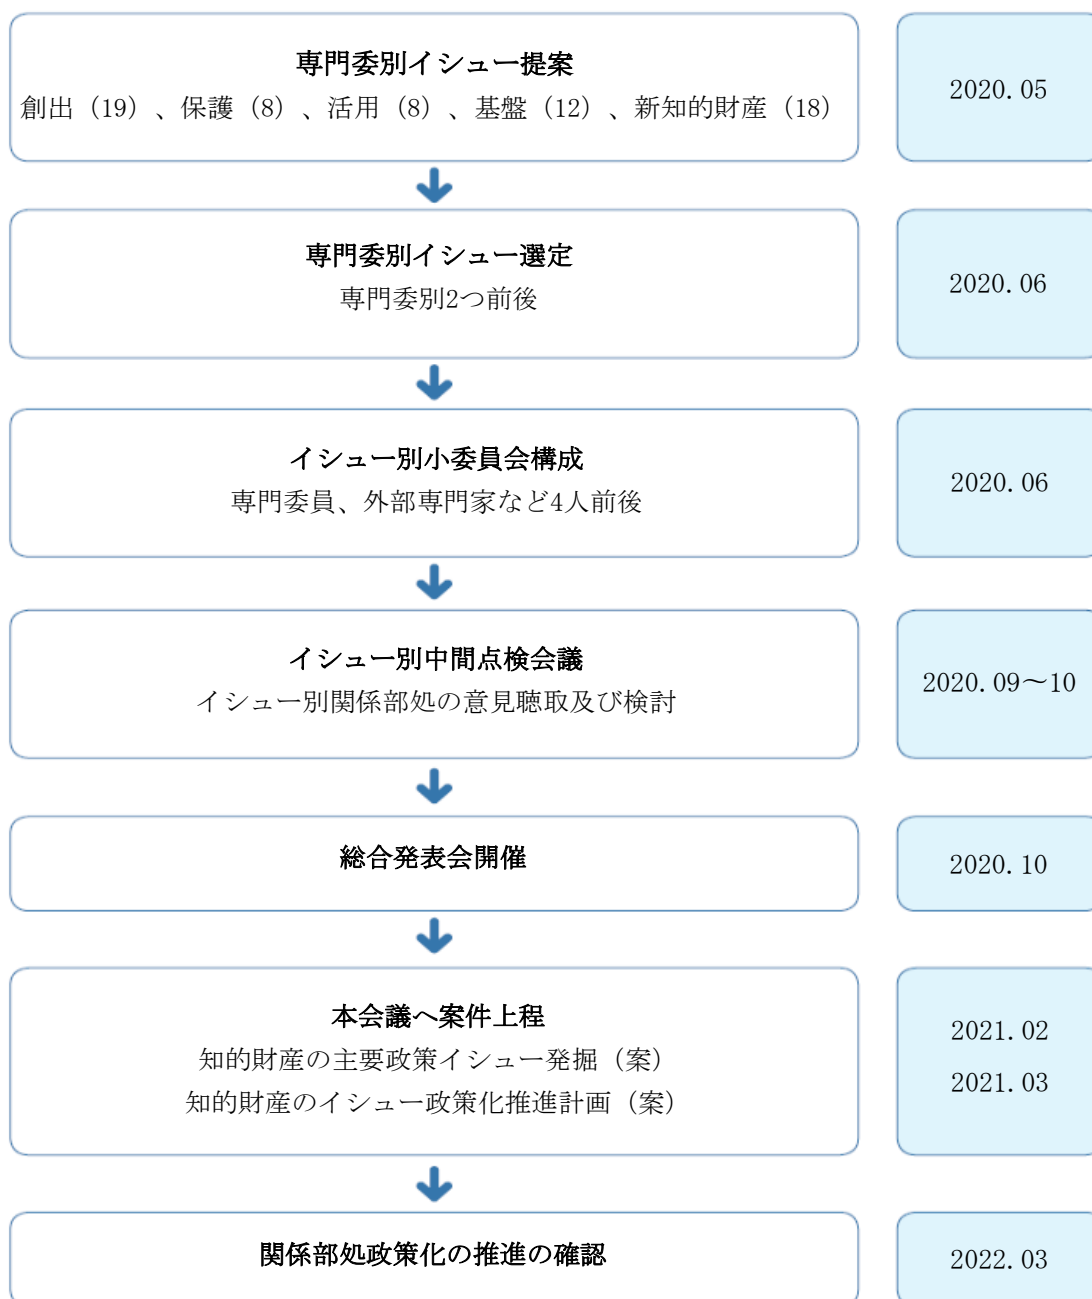 専門委別イシュー提案
創出（19）、保護（8）、活用（8）、基盤（12）、新知的財産（18）
2020.05
専門委別イシュー選定
専門委別2つ前後
2020.06
イシュー別小委員会構成
専門委員、外部専門家など4人前後
2020.06
イシュー別中間点検会議
イシュー別関係部処の意見聴取及び検討
2020.09～10
総合発表会開催
2020.10
本会議へ案件上程
知的財産の主要政策イシュー発掘（案）
知的財産のイシュー政策化推進計画（案）
2021.02
2021.03
関係部処政策化の推進の確認
2022.03